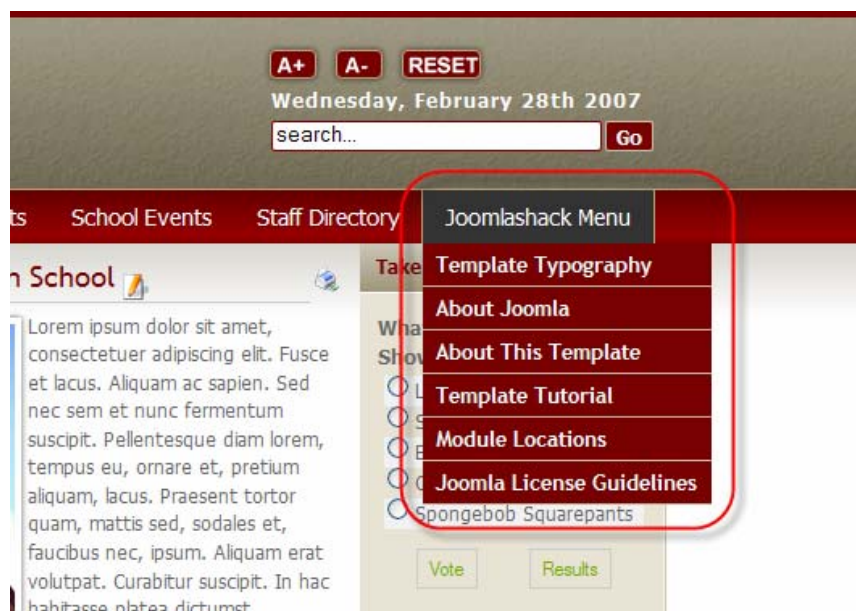 A+ A- RESET
Wednesday, February 28th 2007
search... Go
School Events Staff Directory Joomlashack Menu
Template Typography
About Joomla
About This Template
Template Tutorial
Module Locations
Joomla License Guidelines
School
Lorem ipsum dolor sit amet,
consectetuer adipiscing elit. Fusce
et lacus. Aliquam ac sapien. Sed
nec sem et nunc fermentum
suscipit. Pellentesque diam lorem,
tempus eu, ornare et, pretium
aliquam, lacus. Praesent tortor
quam, mattis sed, sodales et,
faucibus nec, ipsum. Aliquam erat
volutpat. Curabitur suscipit. In hac
habitasse platea dictumst.
Take
Spongebob Squarepants
Vote Results